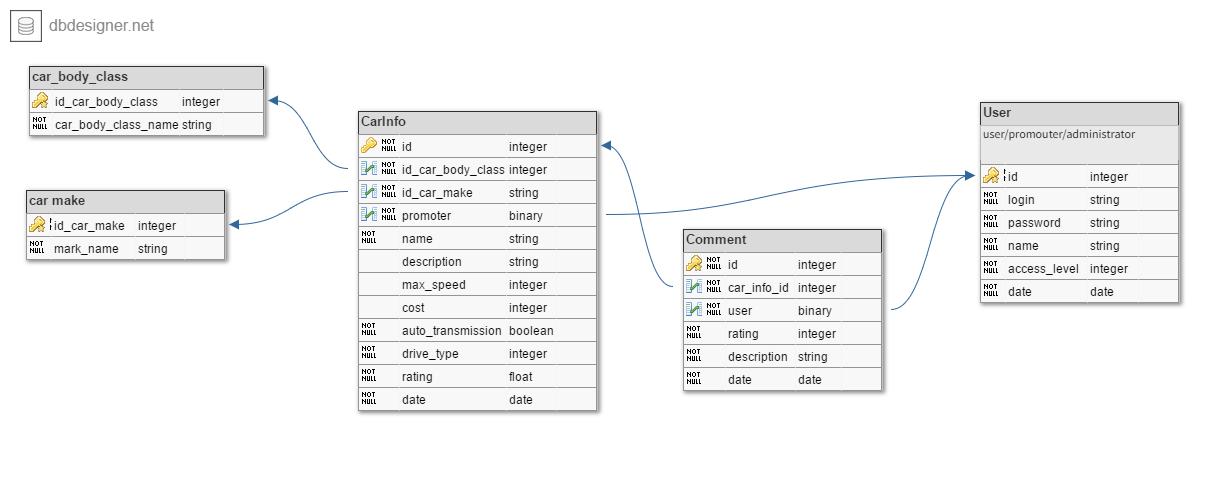 dbdesigner.net
car_body_class
id_car_body_class integer
NOT NULL car_body_class_name string
car make
id_car_make integer
NOT NULL mark_name string
CarInfo
NOT NULL id integer
NOT NULL id_car_body_class integer
NOT NULL id_car_make string
NOT NULL promoter binary
NOT NULL name string
description string
max_speed integer
cost integer
NOT NULL auto_transmission boolean
NOT NULL drive_type integer
NOT NULL rating float
NOT NULL date date
Comment
NOT NULL id integer
NOT NULL car_info_id integer
NOT NULL user binary
NOT NULL rating integer
NOT NULL description string
NOT NULL date date
User
user/promouter/administrator
id integer
NOT NULL login string
NOT NULL password string
NOT NULL name string
NOT NULL access_level integer
NOT NULL date date